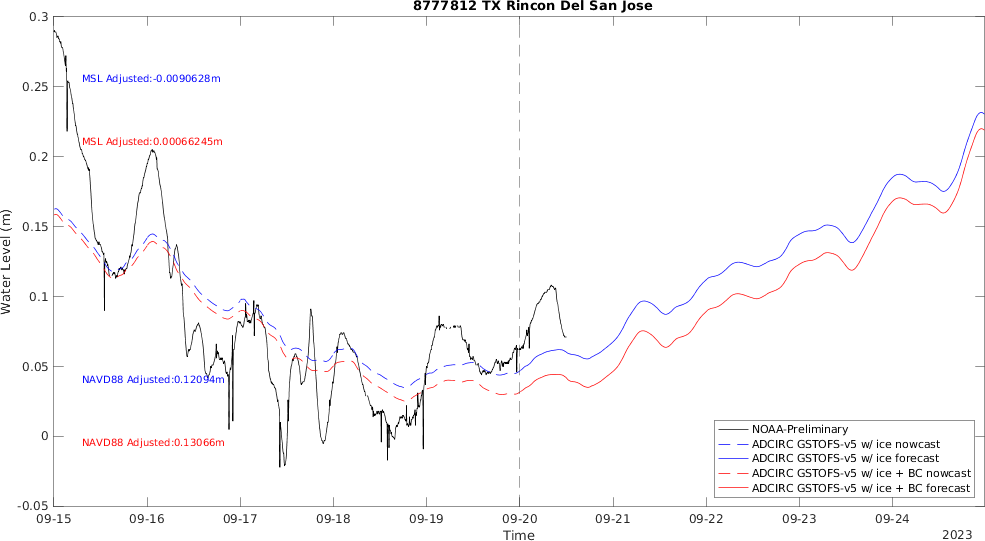 8777812 TX Rincon Del San Jose
0.3
0.25
0.2
0.15
0.1
0.05
0
-0.05
Water Level (m)
MSL Adjusted:-0.0090628m
MSL Adjusted:0.00066245m
NAVD88 Adjusted:0.12094m
NAVD88 Adjusted:0.13066m
NOAA-Preliminary
ADCIRC GSTOFS-v5 w/ ice nowcast
ADCIRC GSTOFS-v5 w/ ice forecast
ADCIRC GSTOFS-v5 w/ ice + BC nowcast
ADCIRC GSTOFS-v5 w/ ice + BC forecast
09-15 09-16 09-17 09-18 09-19 09-20 09-21 09-22 09-23 09-24
Time
2023